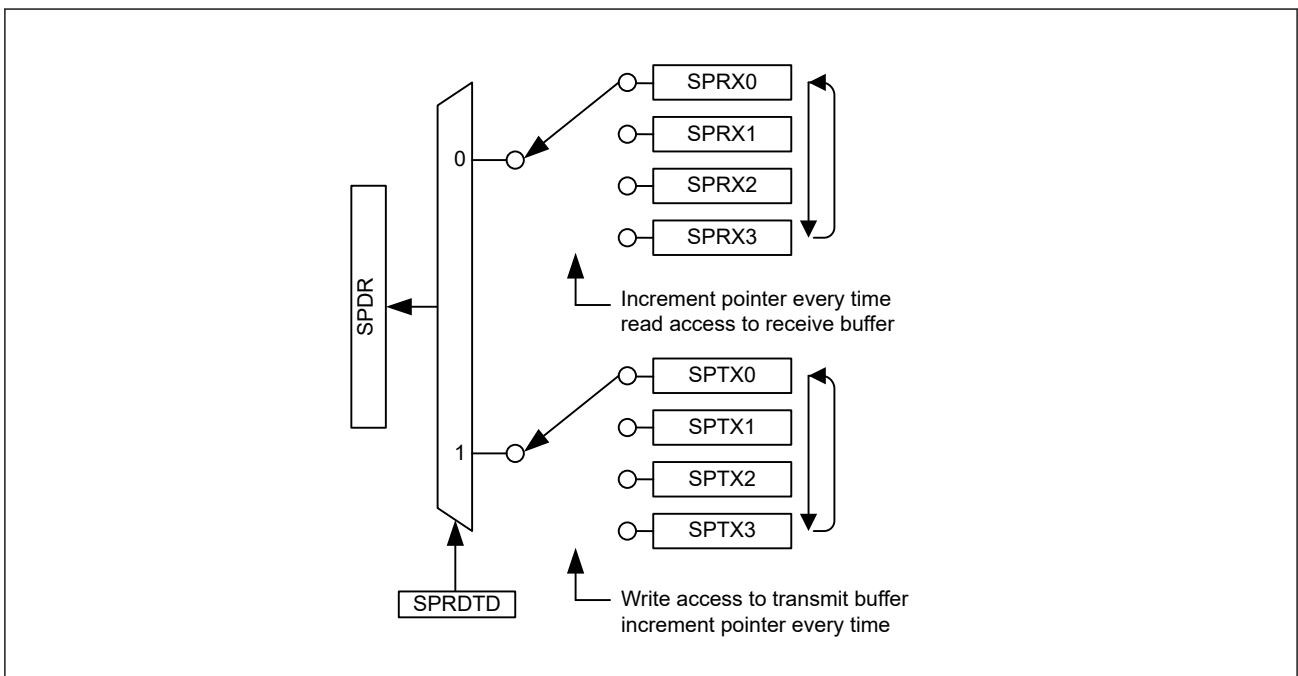 SPRX0
SPRX1
0
SPRX2
SPRX3
SPDR
Increment pointer every time
read access to receive buffer
SPTX0
SPTX1
1
SPTX2
SPTX3
SPRDTD
Write access to transmit buffer
increment pointer every time